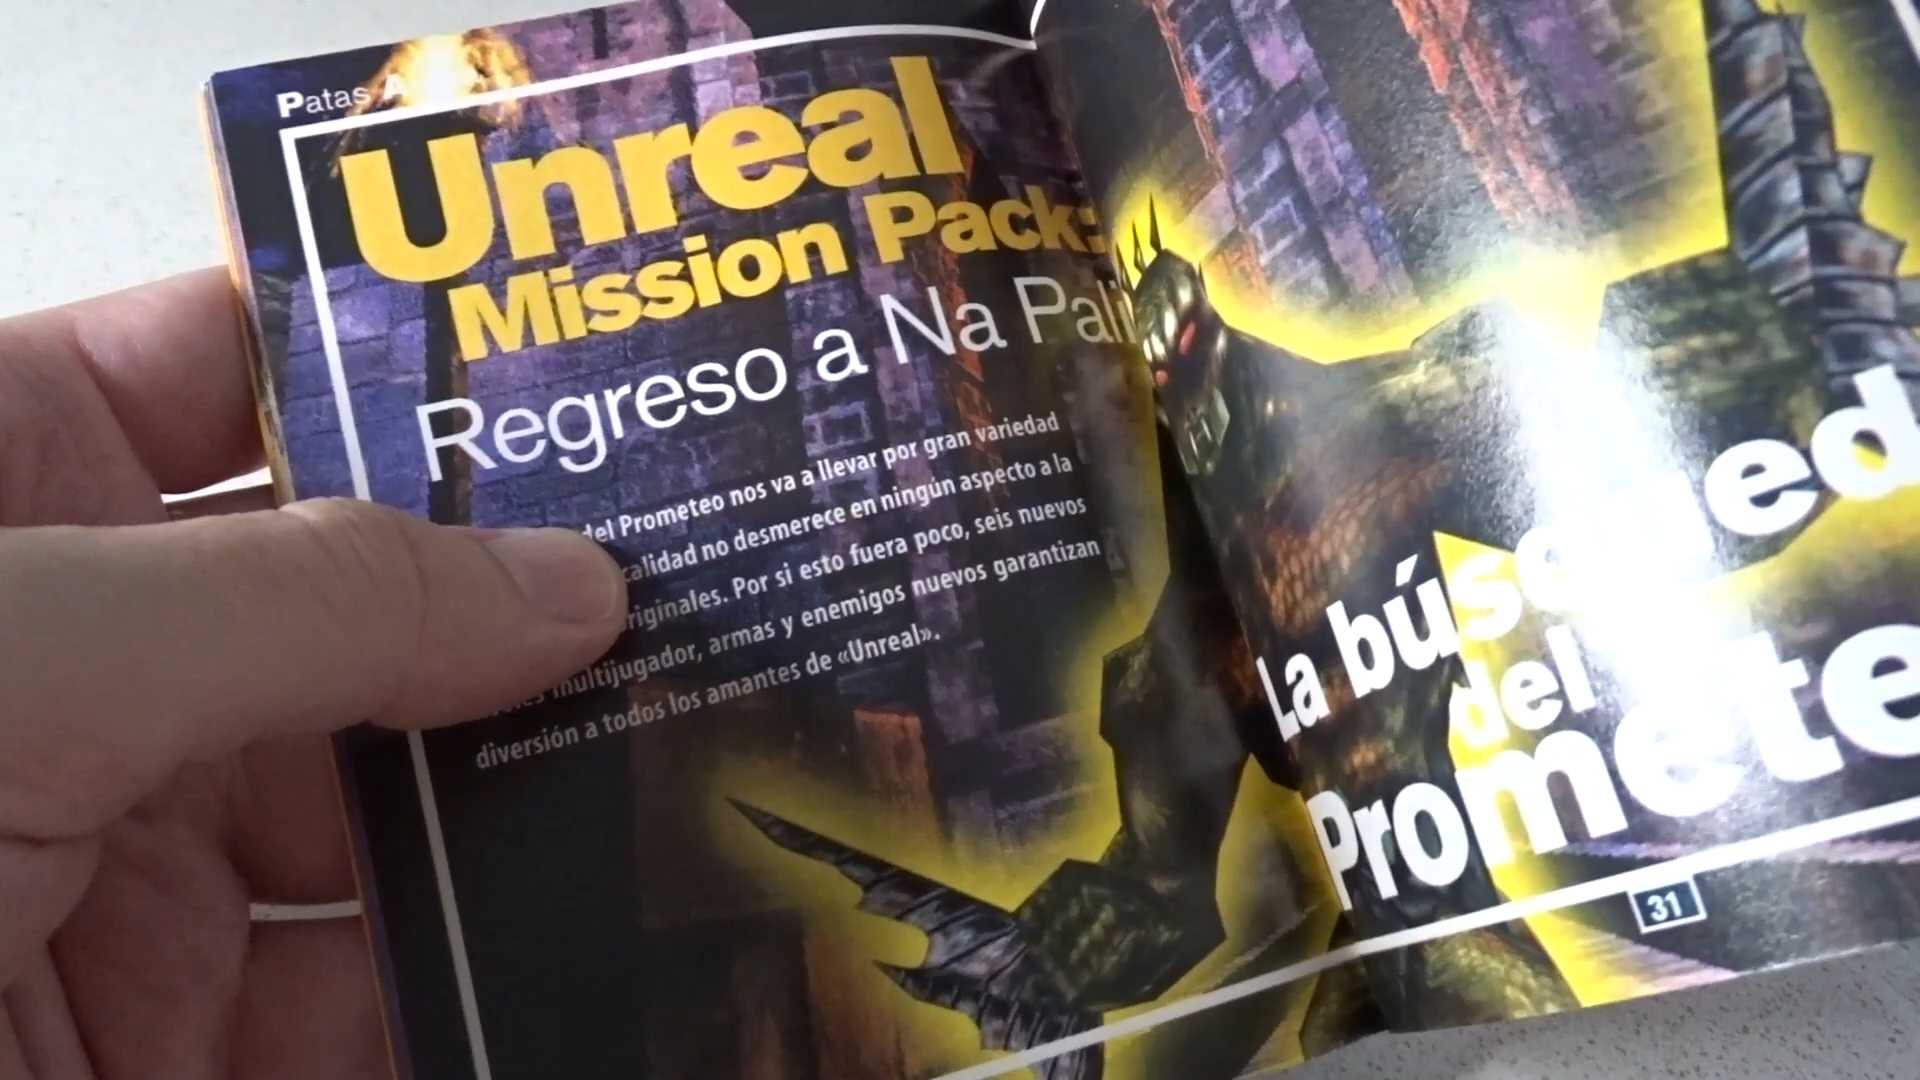 Patas
Unreal
Mission Pack:
Regreso a Na Pali
del Prometeo nos va a llevar por gran variedad
calidad no desmerece en ningún aspecto a la
riginales. Por si esto fuera poco, seis nuevos
multijugador, armas y enemigos nuevos garantizan
diversión a todos los amantes de «Unreal».
La búsqued
del
Promete
31